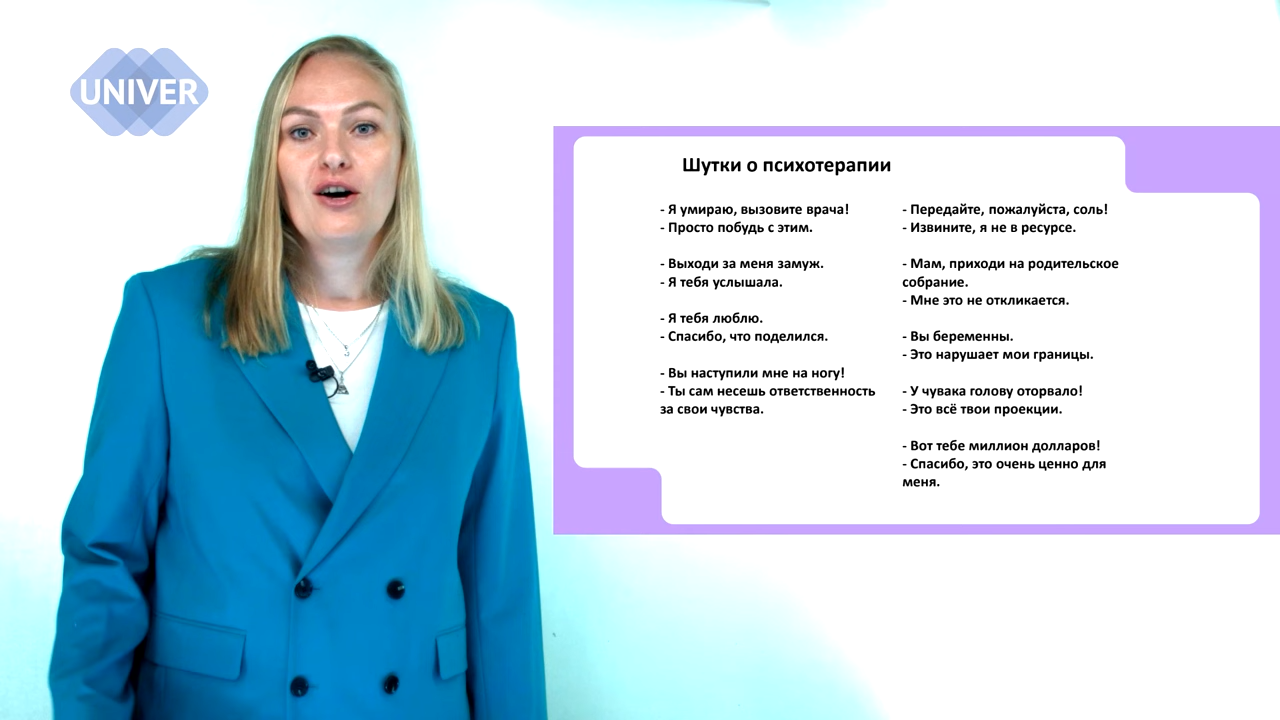 UNIVER
Шутки о психотерапии
- Я умираю, вызовите врача!
- Просто побудь с этим.
- Выходи за меня замуж.
- Я тебя услышала.
- Я тебя люблю.
- Спасибо, что поделился.
- Вы наступили мне на ногу!
- Ты сам несешь ответственность
за свои чувства.
- Передайте, пожалуйста, соль!
- Извините, я не в ресурсе.
- Мам, приходи на родительское
собрание.
- Мне это не откликается.
- Вы беременны.
- Это нарушает мои границы.
- У чувака голову оторвало!
- Это всё твои проекции.
- Вот тебе миллион долларов!
- Спасибо, это очень ценно для
меня.